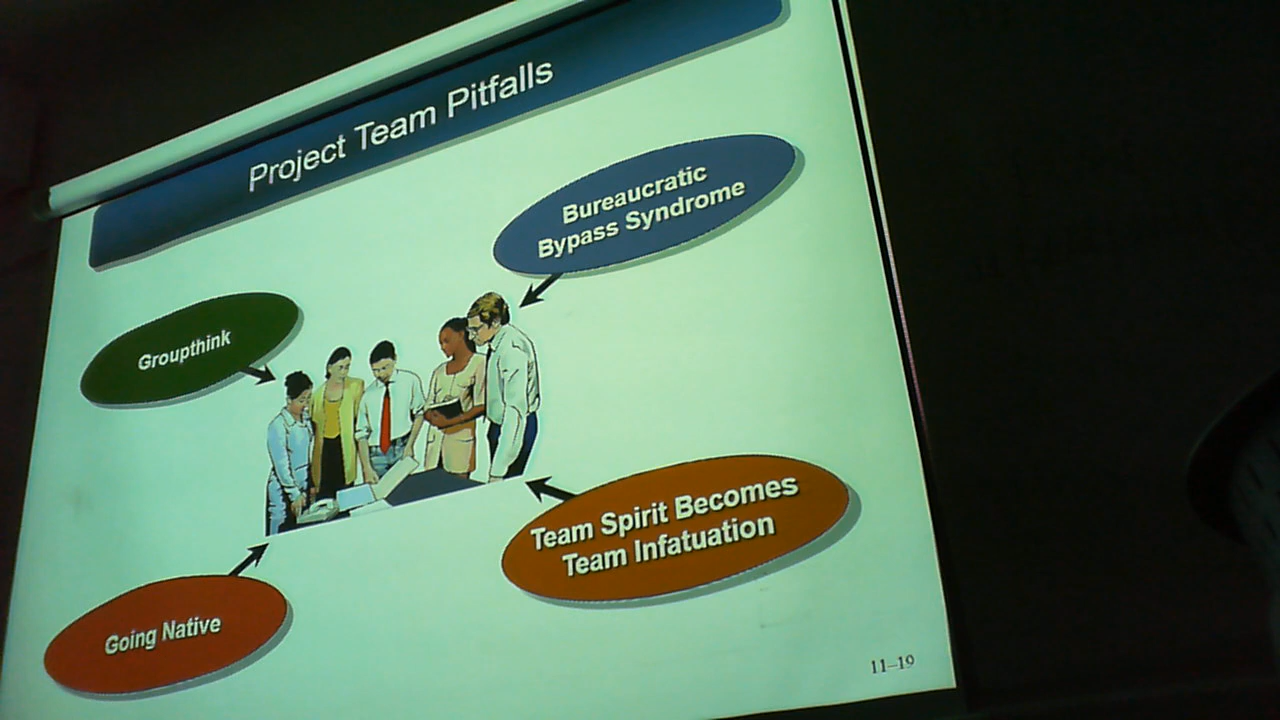 Project Team Pitfalls
Bureaucratic
Bypass Syndrome
Groupthink
Team Spirit Becomes
Team Infatuation
Going Native
11–19